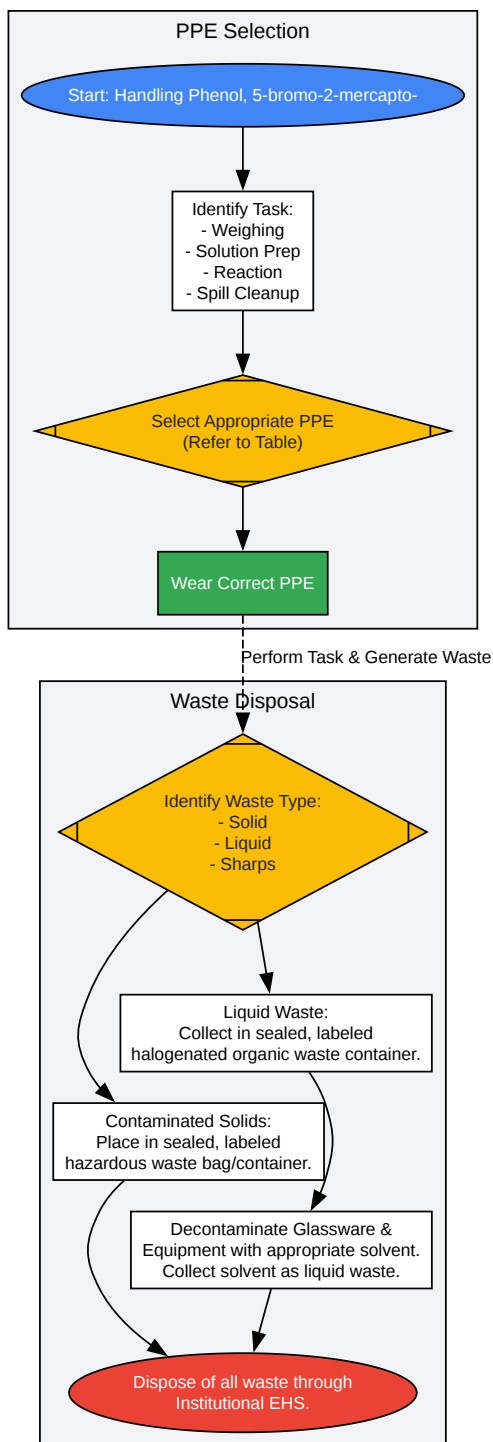 PPE Selection
Start: Handling Phenol, 5-bromo-2-mercapto-
Identify Task:
- Weighing
- Solution Prep
- Reaction
- Spill Cleanup
Select Appropriate PPE
(Refer to Table)
Wear Correct PPE
Perform Task & Generate Waste
Waste Disposal
Identify Waste Type:
- Solid
- Liquid
- Sharps
Liquid Waste:
Collect in sealed, labeled
halogenated organic waste container.
Contaminated Solids:
Place in sealed, labeled
hazardous waste bag/container.
Decontaminate Glassware &
Equipment with appropriate solvent.
Collect solvent as liquid waste.
Dispose of all waste through
Institutional EHS.